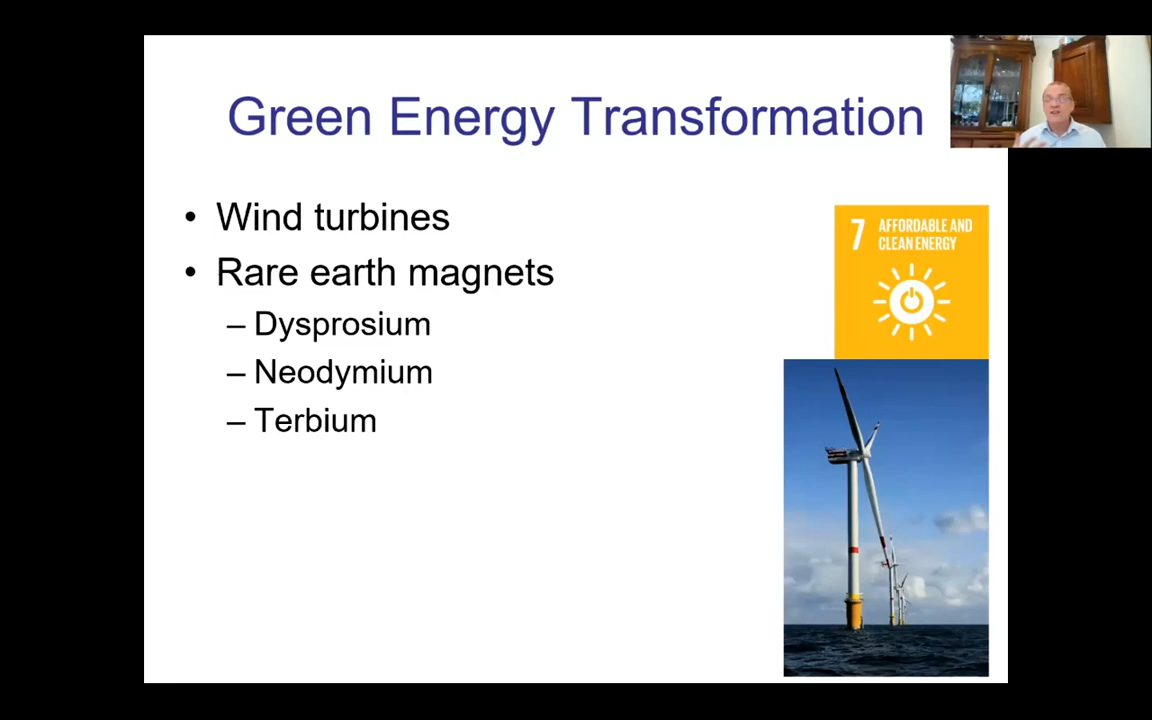 Green Energy Transformation
• Wind turbines
• Rare earth magnets
– Dysprosium
– Neodymium
– Terbium
7 AFFORDABLE AND
CLEAN ENERGY